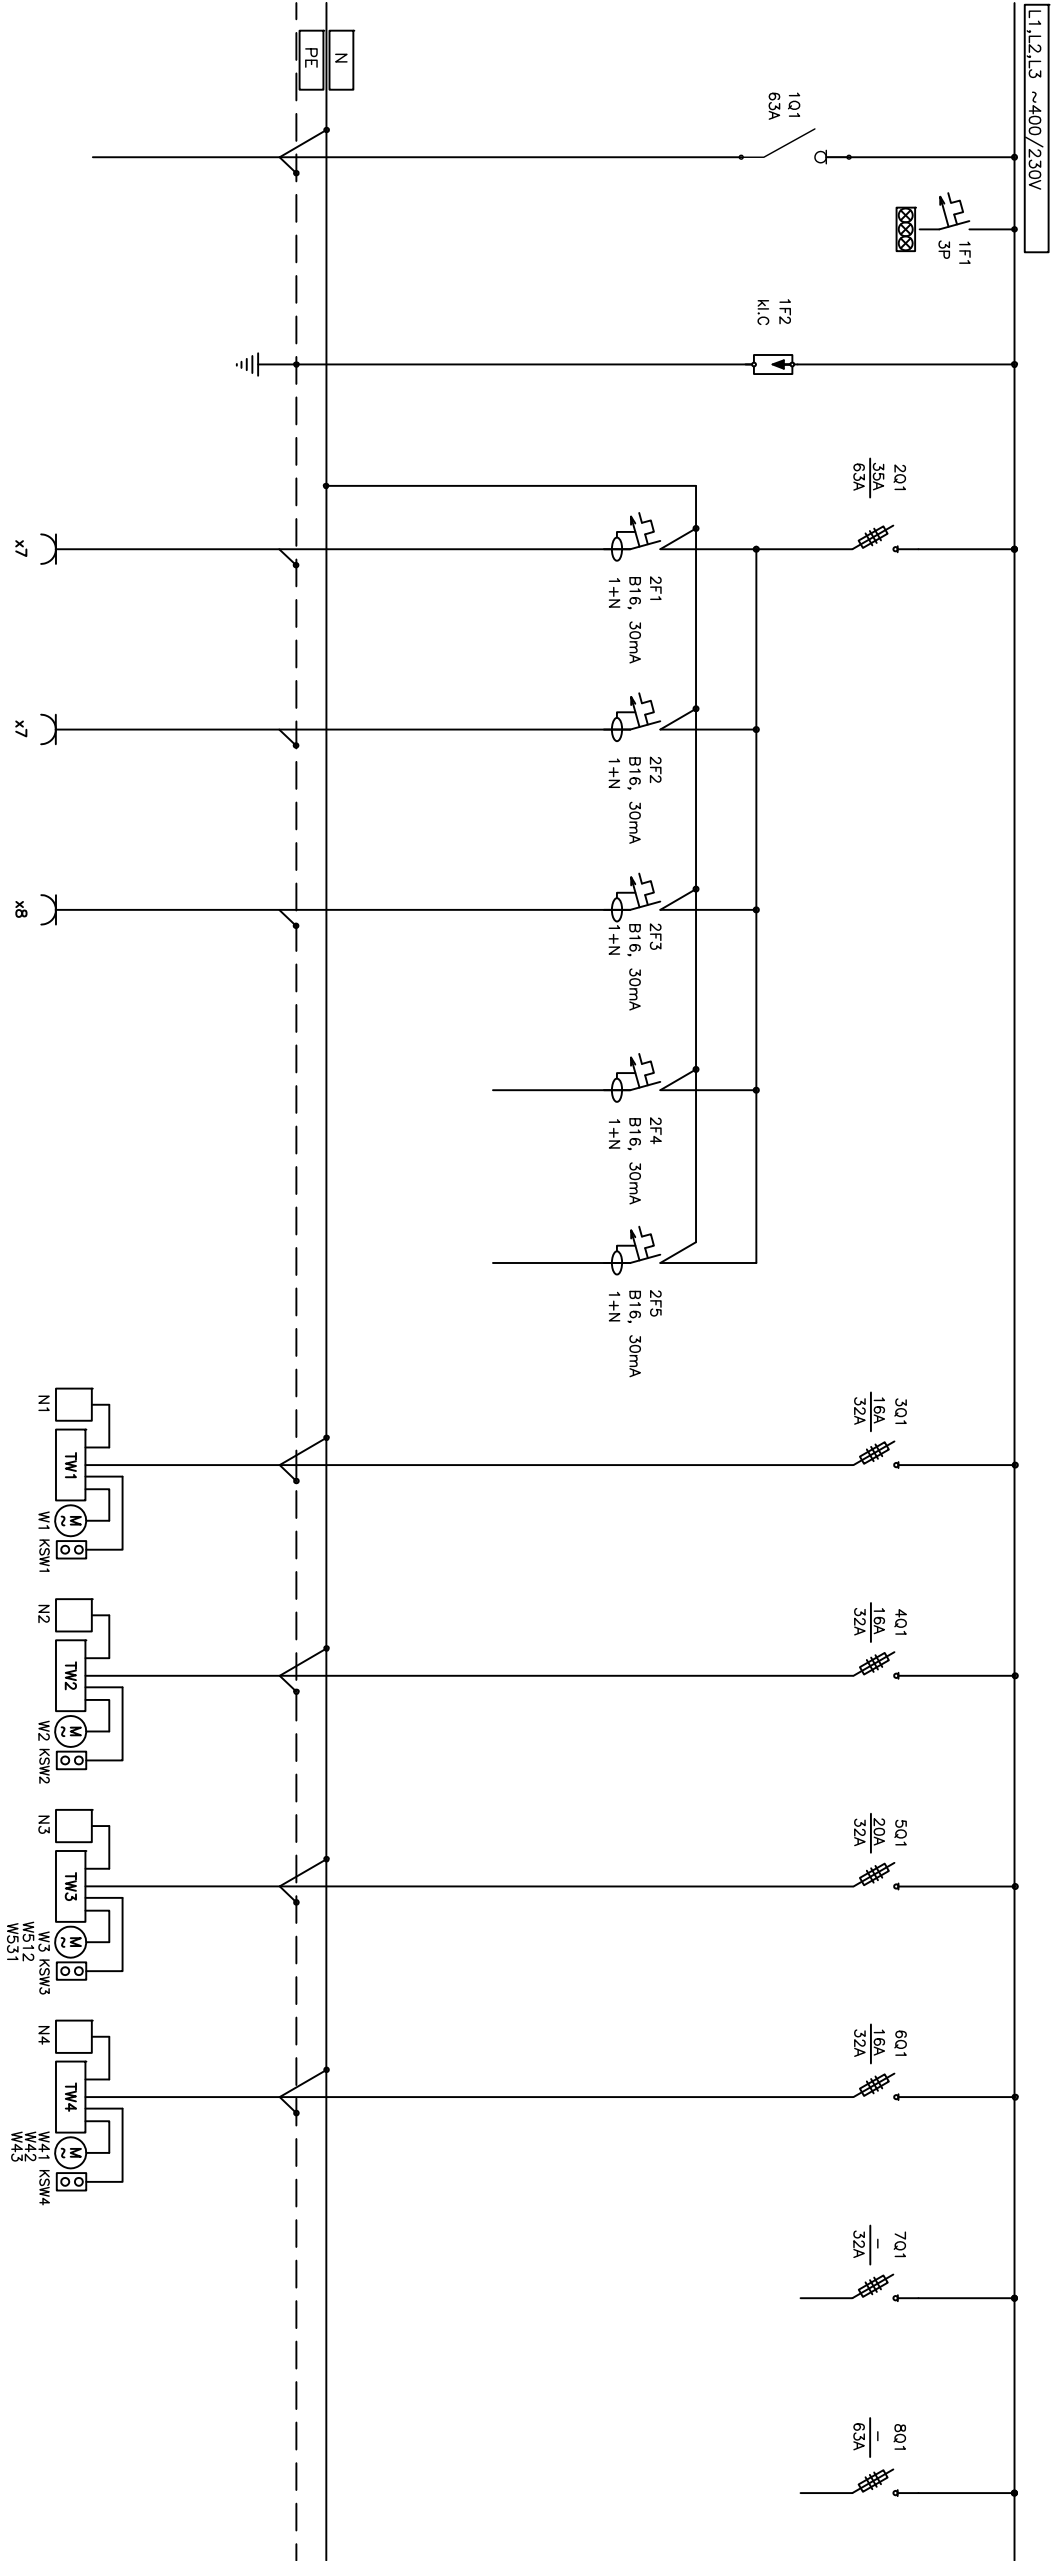 L1,L2,L3 ~400/230V
N
PE
1Q1
63A
1F1
3P
1F2
kl.C
2Q1
35A
63A
2F1
B16, 30mA
1+N
x7
2F2
B16, 30mA
1+N
x7
2F3
B16, 30mA
1+N
x8
2F4
B16, 30mA
1+N
2F5
B16, 30mA
1+N
3Q1
16A
32A
N1
TW1
M
~
W1 KSW1
4Q1
16A
32A
N2
TW2
M
~
W2 KSW2
5Q1
20A
32A
N3
TW3
M
~
W3 KSW3
W512
W531
6Q1
16A
32A
N4
TW4
M
~
W41 KSW4
W42
W43
7Q1
-
32A
8Q1
-
63A